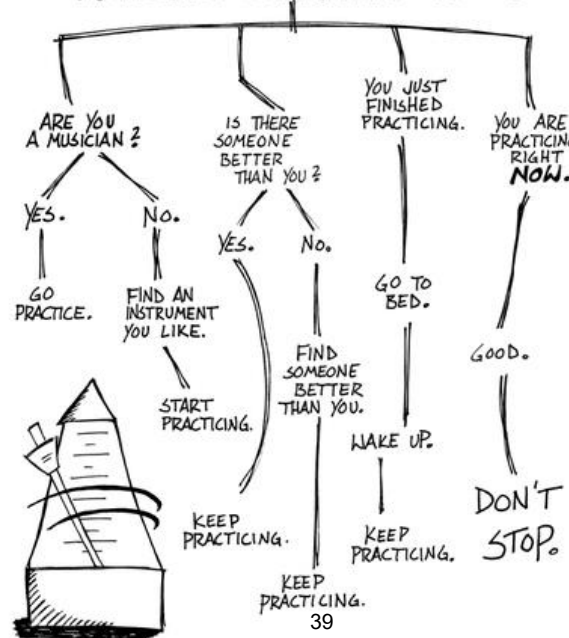 ARE YOU
A MUSICIAN?
YES.
GO
PRACTICE.
NO.
FIND AN
INSTRUMENT
YOU LIKE.
START
PRACTICING.
IS THERE
SOMEONE
BETTER
THAN YOU?
YES.
KEEP
PRACTICING.
NO.
FIND
SOMEONE
BETTER
THAN YOU.
KEEP
PRACTICING.
YOU JUST
FINISHED
PRACTICING.
GO TO
BED.
WAKE UP.
KEEP
PRACTICING.
YOU ARE
PRACTICING
RIGHT
NOW.
GOOD.
DON'T
STOP.
39